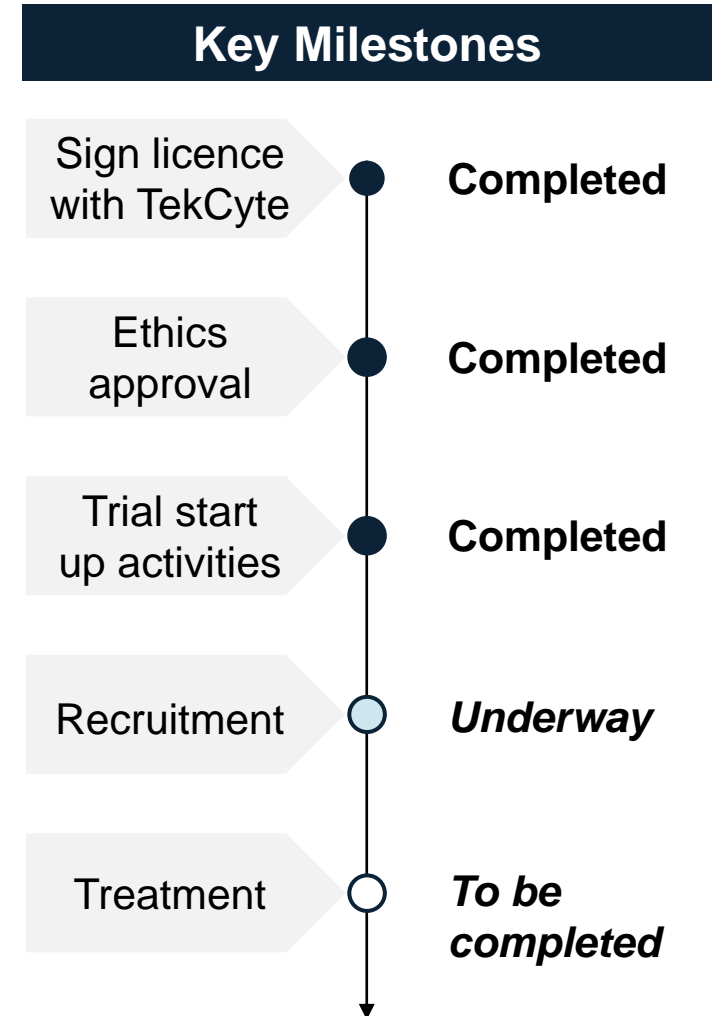 Key Milestones
Sign licence
with TekCyte
Completed
Ethics
approval
Completed
Trial start
up activities
Completed
Recruitment
Underway
Treatment
To be
completed